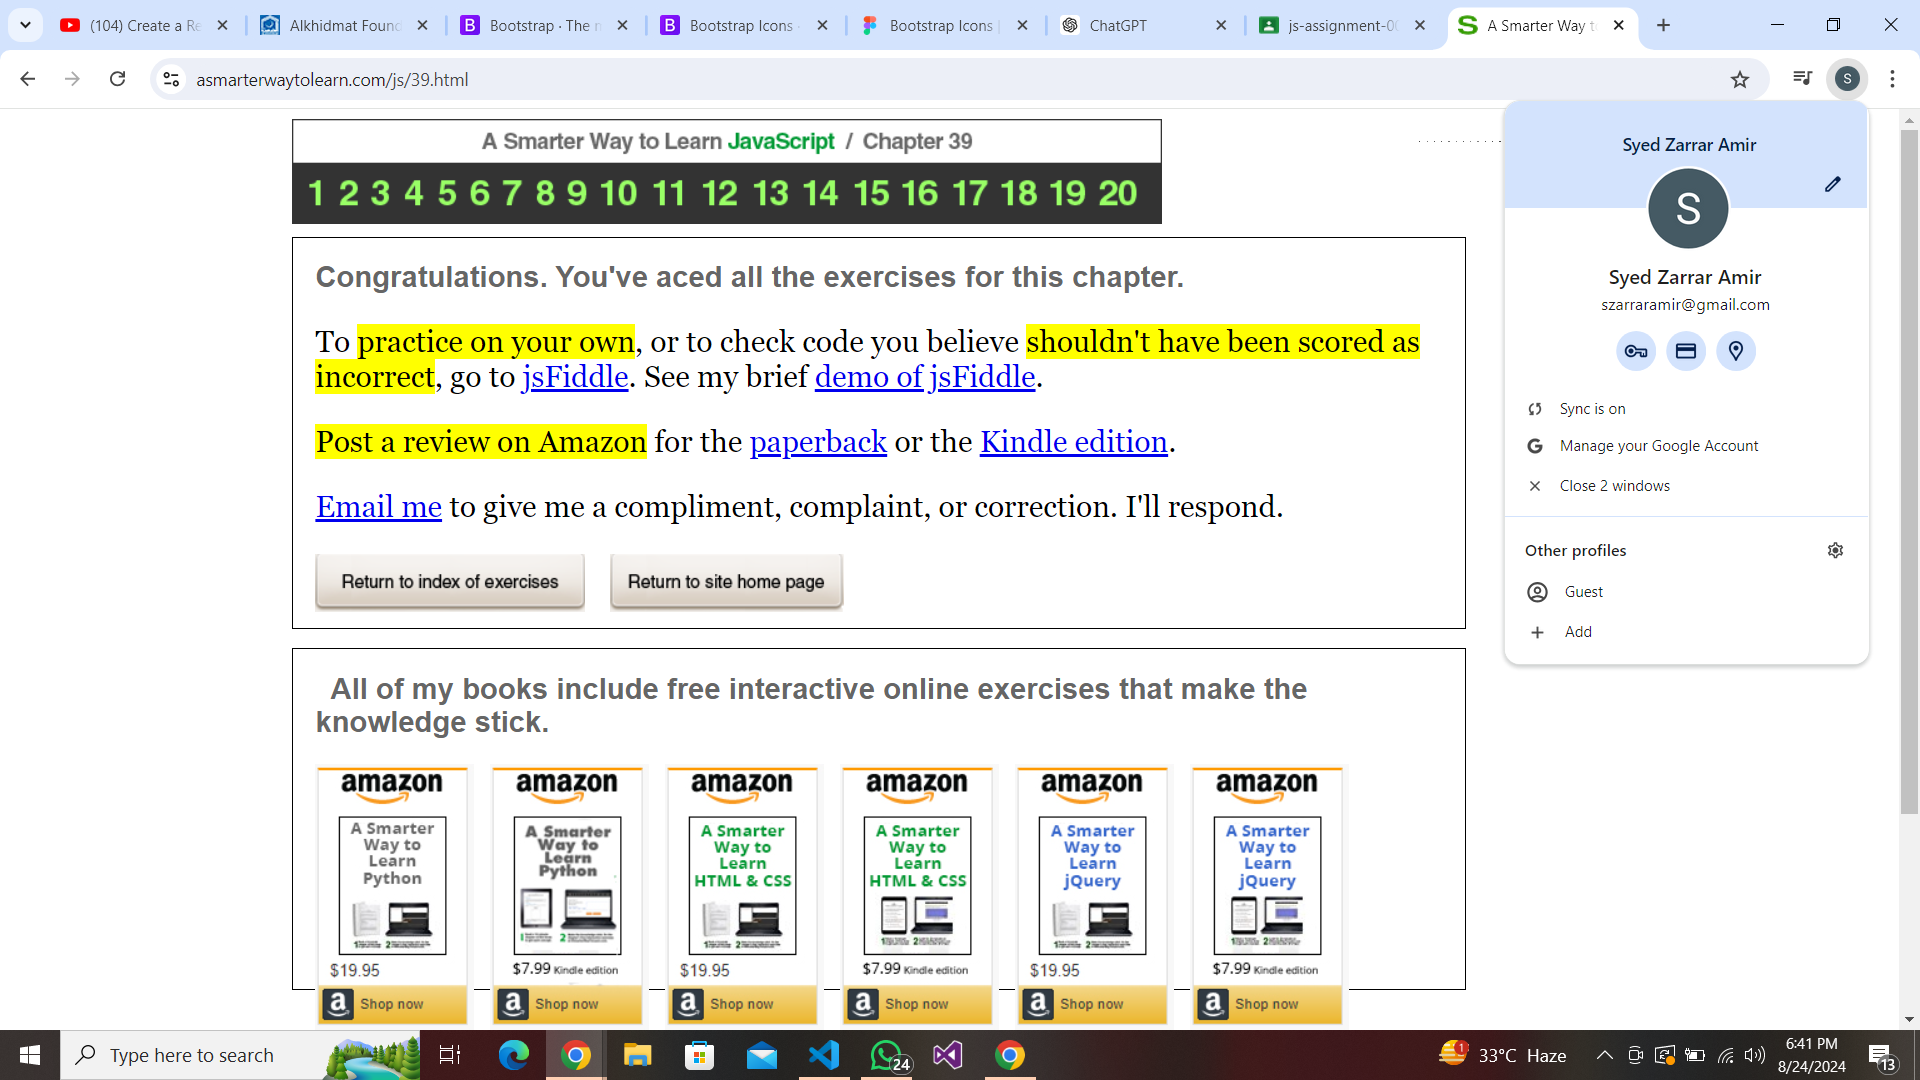 (104) Create a Re
Alkhidmat Found
Bootstrap · The m
Bootstrap Icons ·
Bootstrap Icons |
ChatGPT
js-assignment-00
A Smarter Way to
asmarterwaytolearn.com/js/39.html
S
A Smarter Way to Learn JavaScript / Chapter 39
1 2 3 4 5 6 7 8 9 10 11 12 13 14 15 16 17 18 19 20
Congratulations. You've aced all the exercises for this chapter.
To practice on your own, or to check code you believe shouldn't have been scored as
incorrect, go to jsFiddle. See my brief demo of jsFiddle.
Post a review on Amazon for the paperback or the Kindle edition.
Email me to give me a compliment, complaint, or correction. I'll respond.
Return to index of exercises
Return to site home page
Syed Zarrar Amir
S
Syed Zarrar Amir
szarraramir@gmail.com
Sync is on
Manage your Google Account
Close 2 windows
Other profiles
Guest
Add
All of my books include free interactive online exercises that make the
knowledge stick.
amazon
A Smarter
Way to
Learn
Python
$19.95
Shop now
amazon
A Smarter
Way to
Learn
Python
$7.99 Kindle edition
Shop now
amazon
A Smarter
Way to
Learn
HTML & CSS
$19.95
Shop now
amazon
A Smarter
Way to
Learn
HTML & CSS
$7.99 Kindle edition
Shop now
amazon
A Smarter
Way to
Learn
jQuery
$19.95
Shop now
amazon
A Smarter
Way to
Learn
jQuery
$7.99 Kindle edition
Shop now
Type here to search
24
1
33°C Haze
6:41 PM
8/24/2024
13